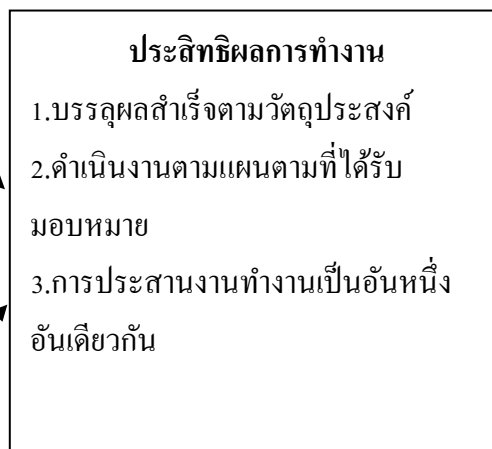 ประสิทธิผลการทำงาน
1.บรรลุผลสำเร็จตามวัตถุประสงค์
2.ดำเนินงานตามแผนตามที่ได้รับ
มอบหมาย
3.การประสานงานทำงานเป็นอันหนึ่ง
อันเดียวกัน